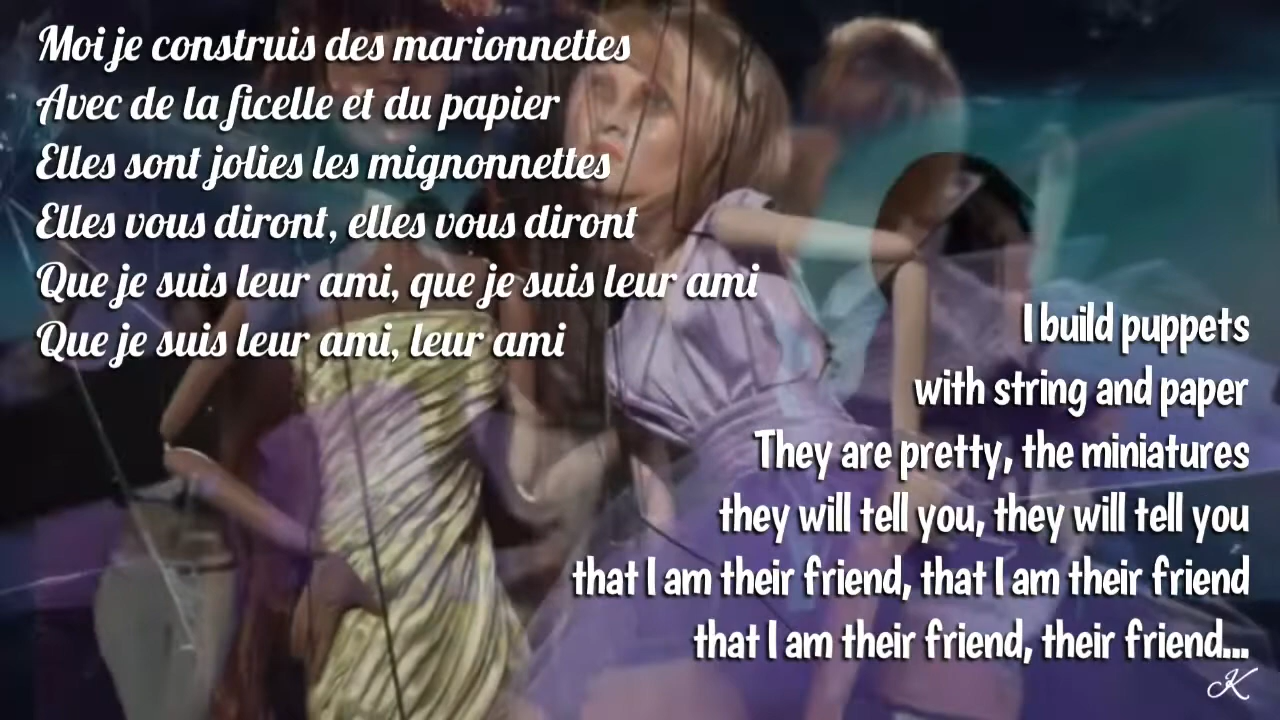 Moi je construis des marionnettes
Avec de la ficelle et du papier
Elles sont jolies les mignonnettes
Elles vous diront, elles vous diront
Que je suis leur ami, que je suis leur ami
Que je suis leur ami, leur ami
I build puppets
with string and paper
They are pretty, the miniatures
they will tell you, they will tell you
that I am their friend, that I am their friend
that I am their friend, their friend...
K